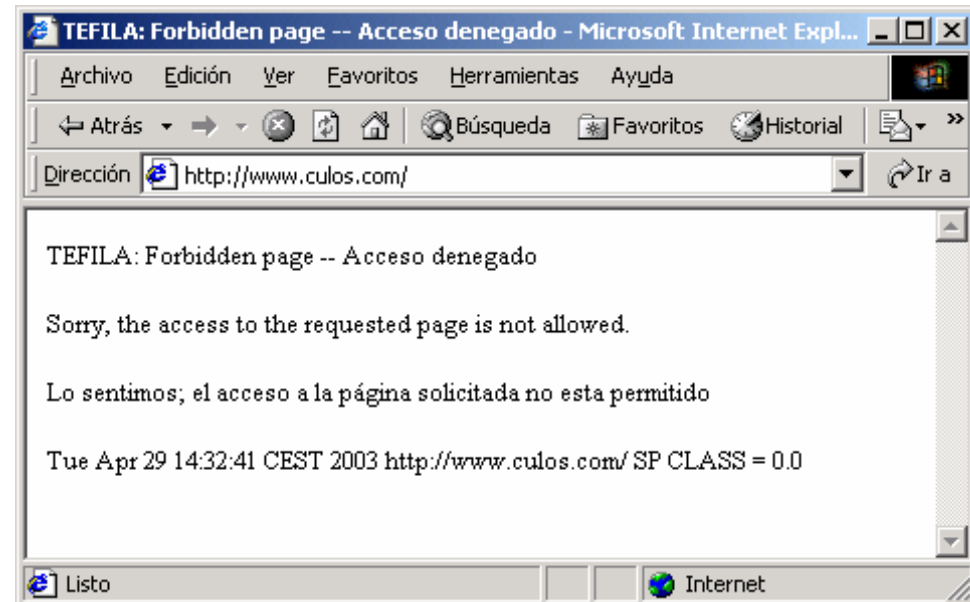 TEFILA: Forbidden page -- Acceso denegado - Microsoft Internet Expl...
Archivo Edición Ver Favoritos Herramientas Ayuda
Atrás Búsqueda Favoritos Historial »
Dirección http://www.culos.com/ Ir a
TEFILA: Forbidden page -- Acceso denegado
Sorry, the access to the requested page is not allowed.
Lo sentimos; el acceso a la página solicitada no esta permitido
Tue Apr 29 14:32:41 CEST 2003 http://www.culos.com/ SP CLASS = 0.0
Listo Internet